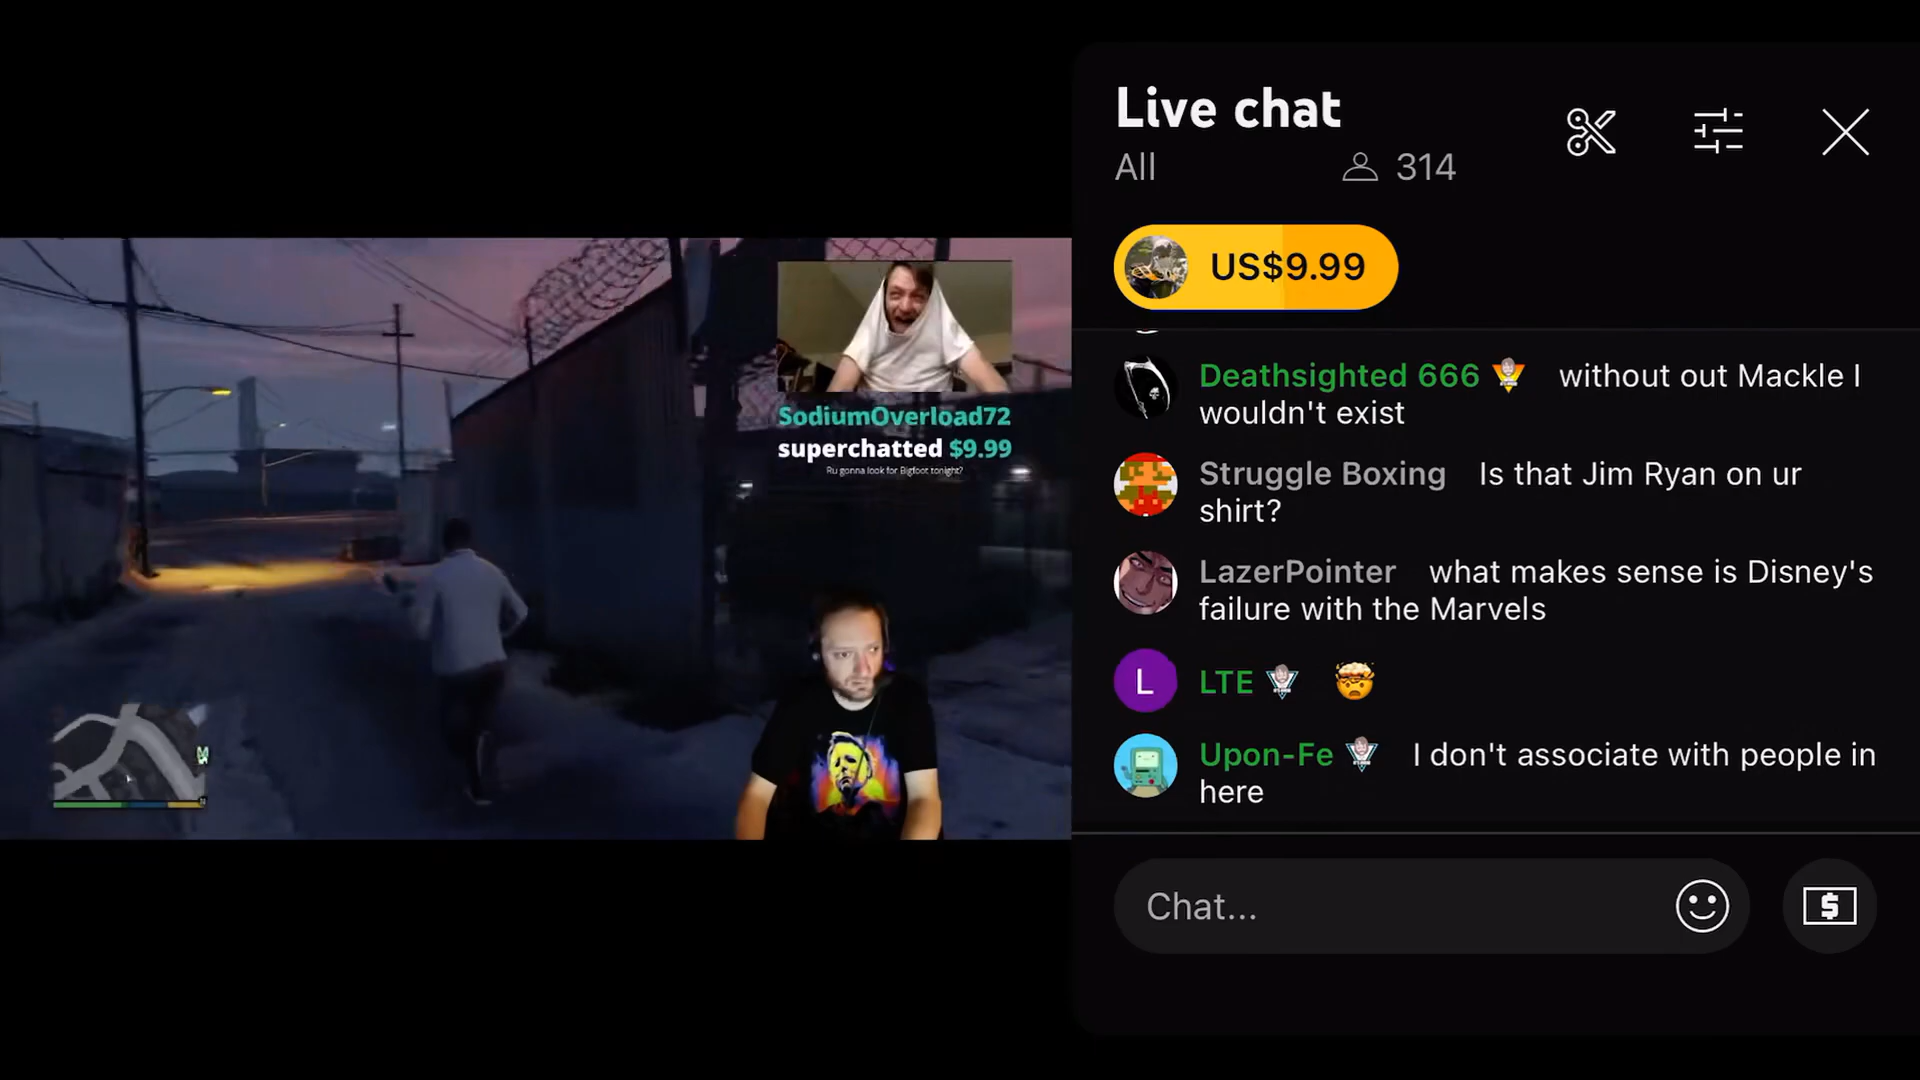 SodiumOverload72
superchatted $9.99
Ru gonna look for Bigfoot tonight?
Live chat
All
314
US$9.99
Deathsighted 666 without out Mackle I
wouldn't exist
Struggle Boxing Is that Jim Ryan on ur
shirt?
LazerPointer what makes sense is Disney's
failure with the Marvels
L
LTE
Upon-Fe I don't associate with people in
here
Chat...
$